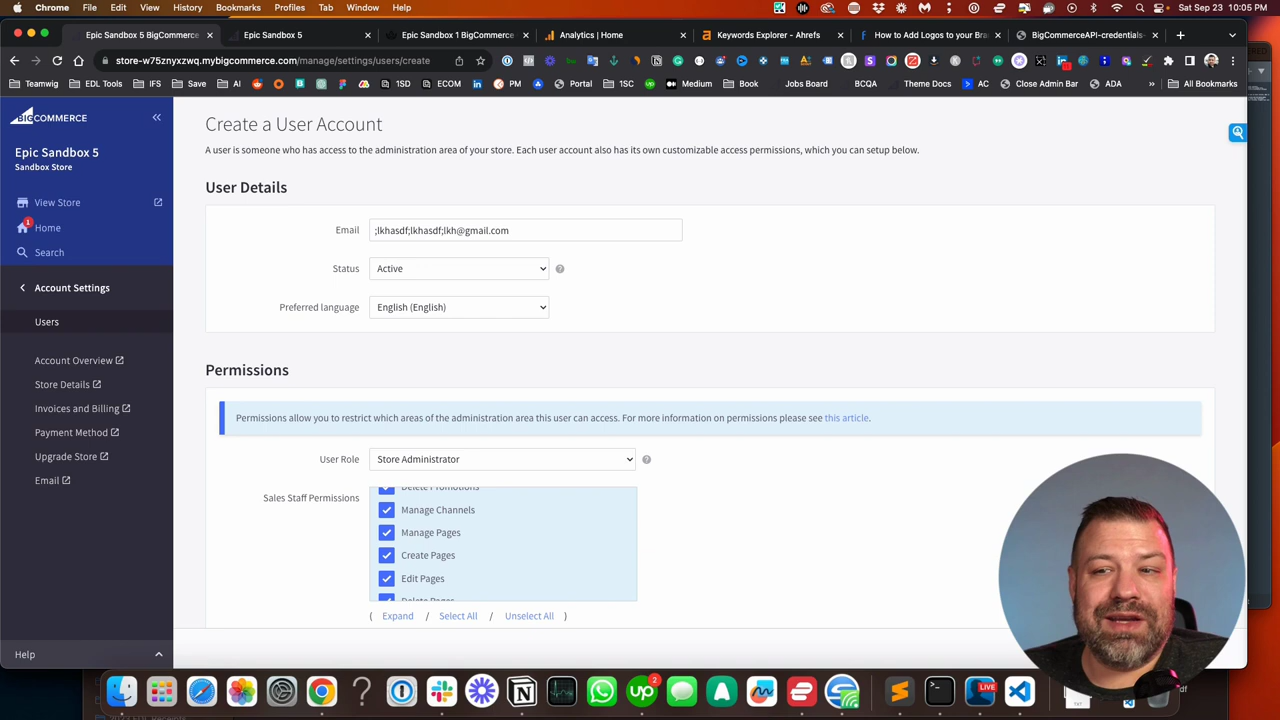 Chrome File Edit View History Bookmarks Profiles Tab Window Help Sat Sep 23 10:05 PM
Epic Sandbox 5 BigCommerce Epic Sandbox 5 Epic Sandbox 1 BigCommerce Analytics | Home Keywords Explorer - Ahrefs How to Add Logos to your Bra BigCommerceAPI-credentials-
store-w75znyxzwq.mybigcommerce.com/manage/settings/users/create
Teamwig EDL Tools IFS Save AI 1SD ECOM PM Portal 1SC Medium Book Jobs Board BCQA Theme Docs AC Close Admin Bar ADA All Bookmarks
BIGCOMMERCE
Epic Sandbox 5
Sandbox Store
View Store
1
Home
Search
Account Settings
Users
Account Overview
Store Details
Invoices and Billing
Payment Method
Upgrade Store
Email
Help
Create a User Account
A user is someone who has access to the administration area of your store. Each user account also has its own customizable access permissions, which you can setup below.
User Details
Email ;lkhasdf;lkhasdf;lkh@gmail.com
Status Active
Preferred language English (English)
Permissions
Permissions allow you to restrict which areas of the administration area this user can access. For more information on permissions please see this article.
User Role Store Administrator
Sales Staff Permissions
Delete Promotions
Manage Channels
Manage Pages
Create Pages
Edit Pages
Delete Pages
( Expand / Select All / Unselect All )
2
LIVE